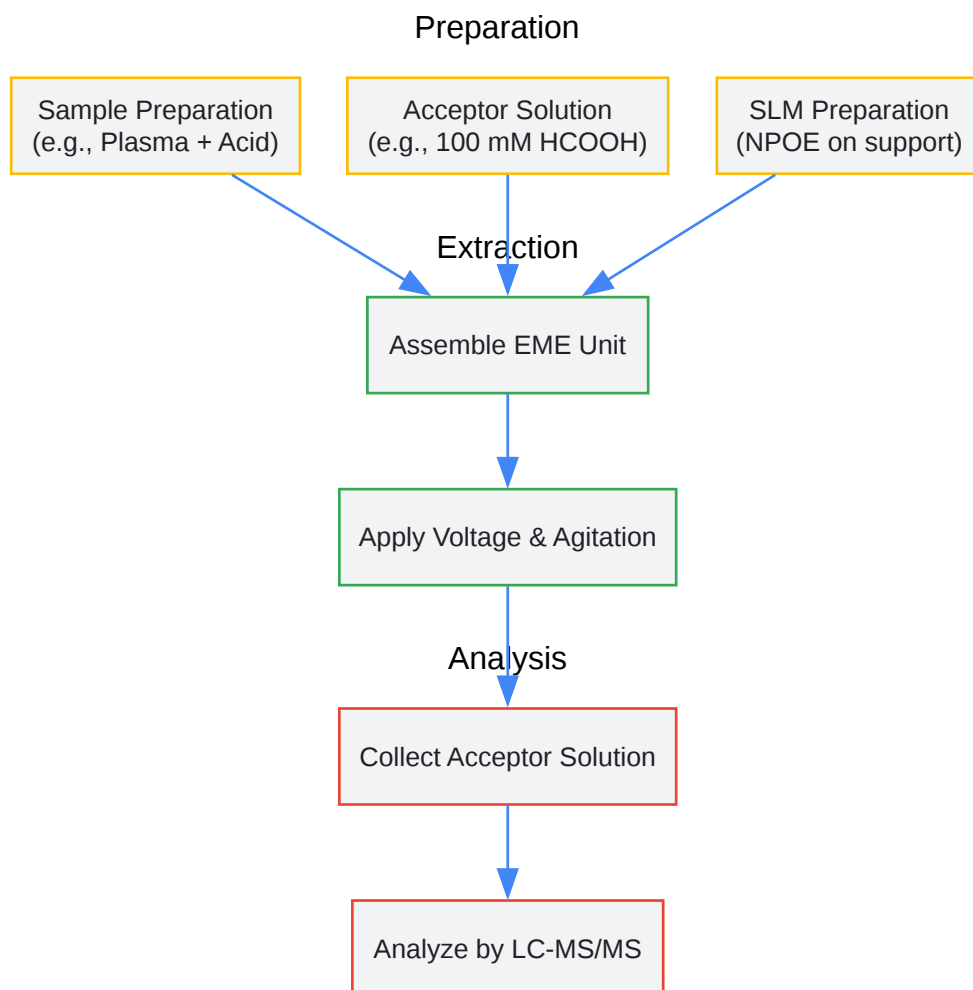 Preparation
Sample Preparation
(e.g., Plasma + Acid)
Acceptor Solution
(e.g., 100 mM HCOOH)
SLM Preparation
(NPOE on support)
Extraction
Assemble EME Unit
Apply Voltage & Agitation
Analysis
Collect Acceptor Solution
Analyze by LC-MS/MS